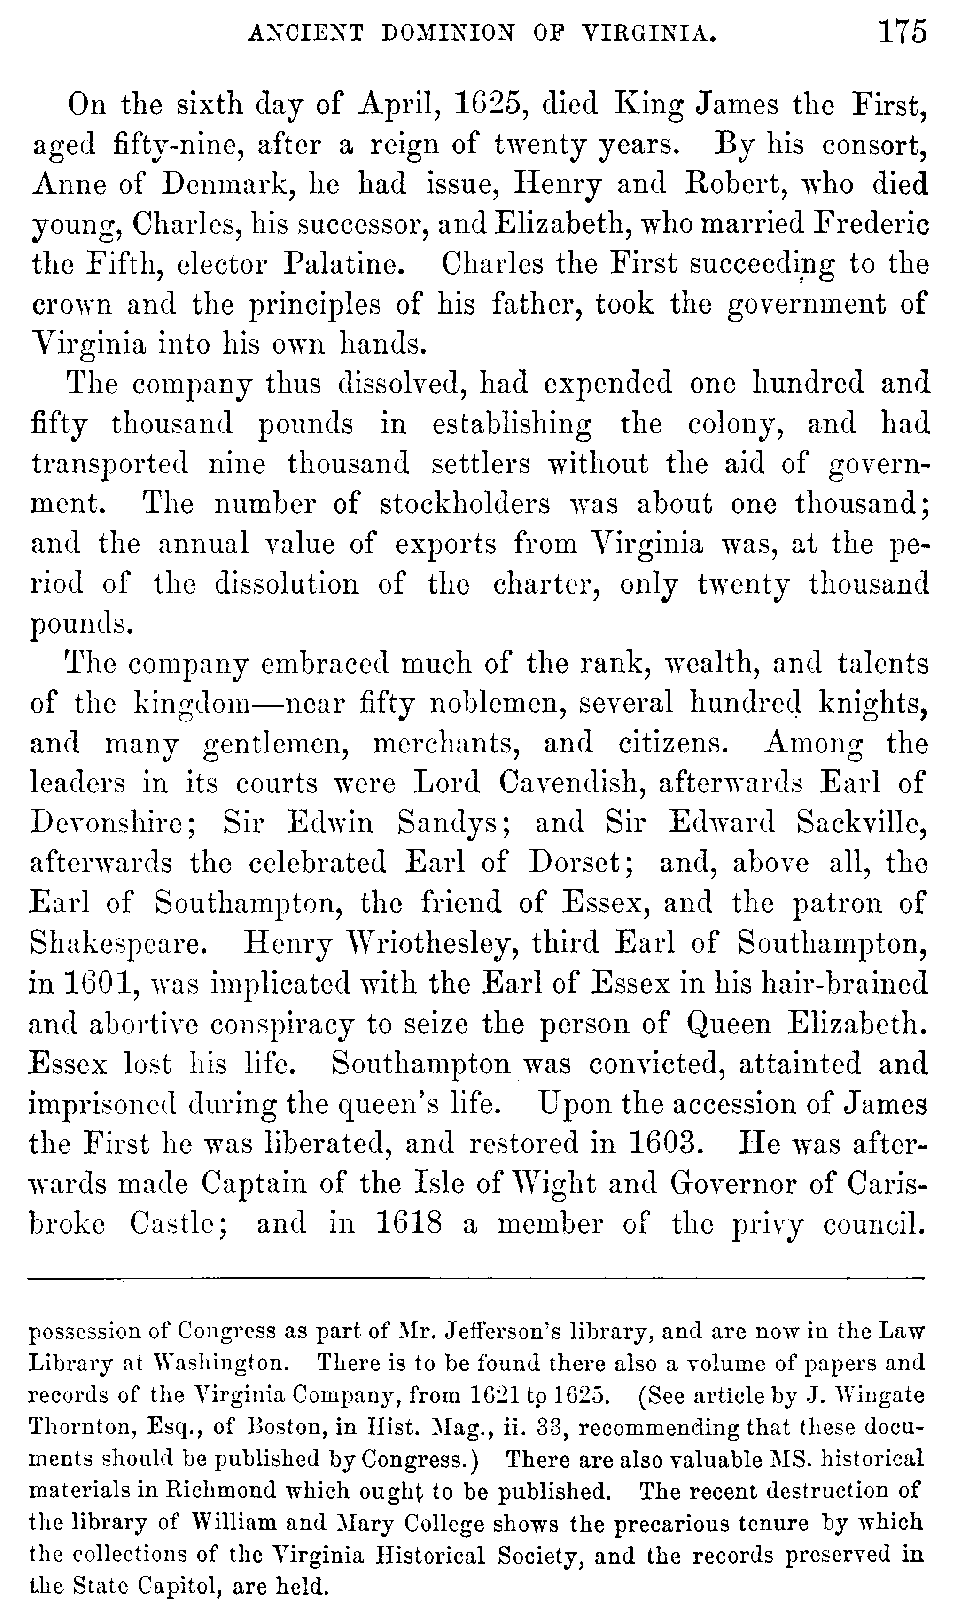 ANCIENT DOMINION OF VIRGINIA. 175
On the sixth day of April, 1625, died King James the First,
aged fifty-nine, after a reign of twenty years. By his consort,
Anne of Denmark, he had issue, Henry and Robert, who died
young, Charles, his successor, and Elizabeth, who married Frederic
the Fifth, elector Palatine. Charles the First succeeding to the
crown and the principles of his father, took the government of
Virginia into his own hands.
The company thus dissolved, had expended one hundred and
fifty thousand pounds in establishing the colony, and had
transported nine thousand settlers without the aid of govern-
ment. The number of stockholders was about one thousand;
and the annual value of exports from Virginia was, at the pe-
riod of the dissolution of the charter, only twenty thousand
pounds.
The company embraced much of the rank, wealth, and talents
of the kingdom—near fifty noblemen, several hundred knights,
and many gentlemen, merchants, and citizens. Among the
leaders in its courts were Lord Cavendish, afterwards Earl of
Devonshire; Sir Edwin Sandys; and Sir Edward Sackville,
afterwards the celebrated Earl of Dorset; and, above all, the
Earl of Southampton, the friend of Essex, and the patron of
Shakespeare. Henry Wriothesley, third Earl of Southampton,
in 1601, was implicated with the Earl of Essex in his hair-brained
and abortive conspiracy to seize the person of Queen Elizabeth.
Essex lost his life. Southampton was convicted, attainted and
imprisoned during the queen's life. Upon the accession of James
the First he was liberated, and restored in 1603. He was after-
wards made Captain of the Isle of Wight and Governor of Caris-
broke Castle; and in 1618 a member of the privy council.
possession of Congress as part of Mr. Jefferson's library, and are now in the Law
Library at Washington. There is to be found there also a volume of papers and
records of the Virginia Company, from 1621 to 1625. (See article by J. Wingate
Thornton, Esq., of Boston, in Hist. Mag., ii. 33, recommending that these docu-
ments should be published by Congress.) There are also valuable MS. historical
materials in Richmond which ought to be published. The recent destruction of
the library of William and Mary College shows the precarious tenure by which
the collections of the Virginia Historical Society, and the records preserved in
the State Capitol, are held.